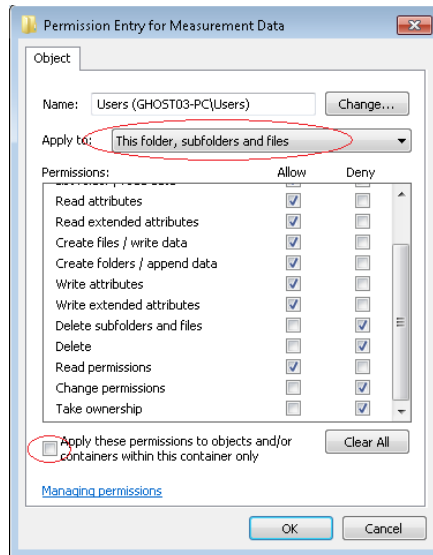 Permission Entry for Measurement Data
Object
Name: Users (GHOST03-PC\Users) Change...
Apply to: This folder, subfolders and files
Permissions: Allow Deny
Read attributes
Read extended attributes
Create files / write data
Create folders / append data
Write attributes
Write extended attributes
Delete subfolders and files
Delete
Read permissions
Change permissions
Take ownership
Apply these permissions to objects and/or Clear All
containers within this container only
Managing permissions
OK Cancel